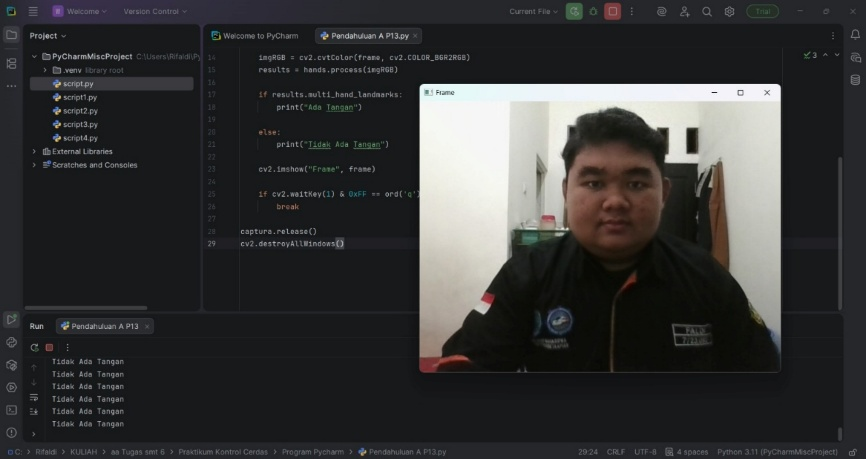 Welcome
Version Control
Current File
Trial
Project
Welcome to PyCharm
Pendahuluan A P13.py
PyCharmMiscProject C:\Users\Rifaldi\Py
.venv library root
script.py
script1.py
script2.py
script3.py
script4.py
External Libraries
Scratches and Consoles
14 imgRGB = cv2.cvtColor(frame, cv2.COLOR_BGR2RGB)
15 results = hands.process(imgRGB)
16
17 if results.multi_hand_landmarks:
18 print("Ada Tangan")
19
20 else:
21 print("Tidak Ada Tangan")
22
23 cv2.imshow("Frame", frame)
24
25 if cv2.waitKey(1) & 0xFF == ord('q')
26 break
27
28 captura.release()
29 cv2.destroyAllWindows()
3
Frame
Run
Pendahuluan A P13
Tidak Ada Tangan
Tidak Ada Tangan
Tidak Ada Tangan
Tidak Ada Tangan
Tidak Ada Tangan
Tidak Ada Tangan
C: > Rifaldi > KULIAH > aa Tugas smt 6 > Praktikum Kontrol Cerdas > Program Pycharm > Pendahuluan A P13.py
29:24 CRLF UTF-8 4 spaces Python 3.11 (PyCharmMiscProject)